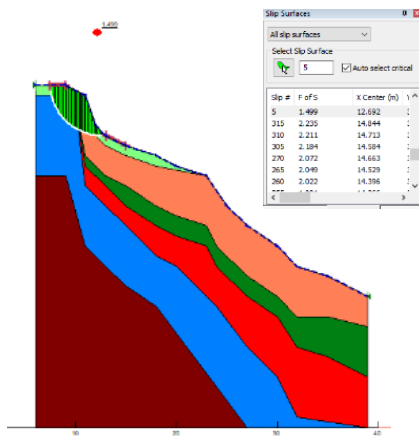 1.499
Slip Surfaces
All slip surfaces
Select Slip Surface
5
Auto select critical
Slip # F of S X Center (m)
5 1.499 12.692
315 2.235 14.844
310 2.211 14.713
305 2.184 14.584
270 2.072 14.663
265 2.049 14.529
260 2.022 14.396
10 20 30 40